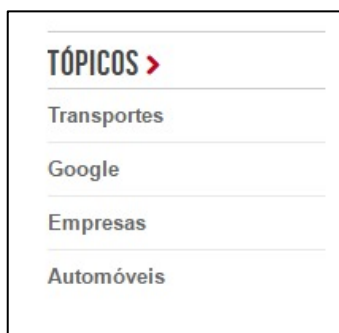 TÓPICOS >
Transportes
Google
Empresas
Automóveis